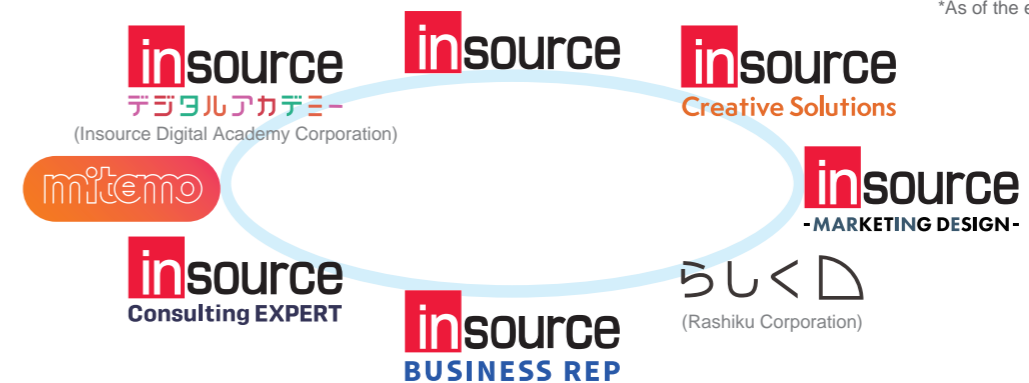 *As of the e
insource
insource
デジタルアカデミー
(Insource Digital Academy Corporation)
insource
Creative Solutions
mitemo
insource
-MARKETING DESIGN-
insource
Consulting EXPERT
らしく
(Rashiku Corporation)
insource
BUSINESS REP